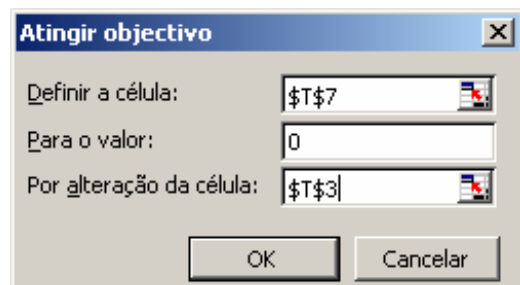 Atingir objectivo
Definir a célula: $T$7
Para o valor: 0
Por alteração da célula: $T$3
OK Cancelar